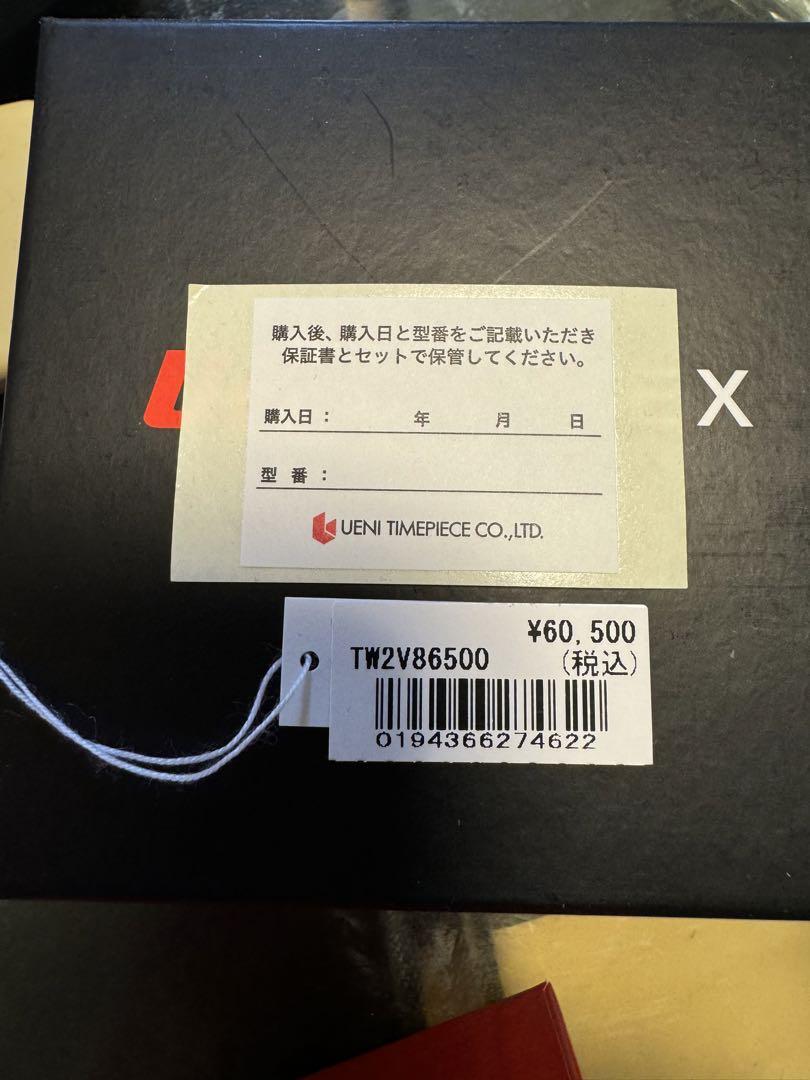 購入後、購入日と型番をご記載いただき
保証書とセットで保管してください。
購入日： 年 月 日
型 番：
UENI TIMEPIECE CO.,LTD.
X
¥60,500
TW2V86500 (税込)
0194366274622